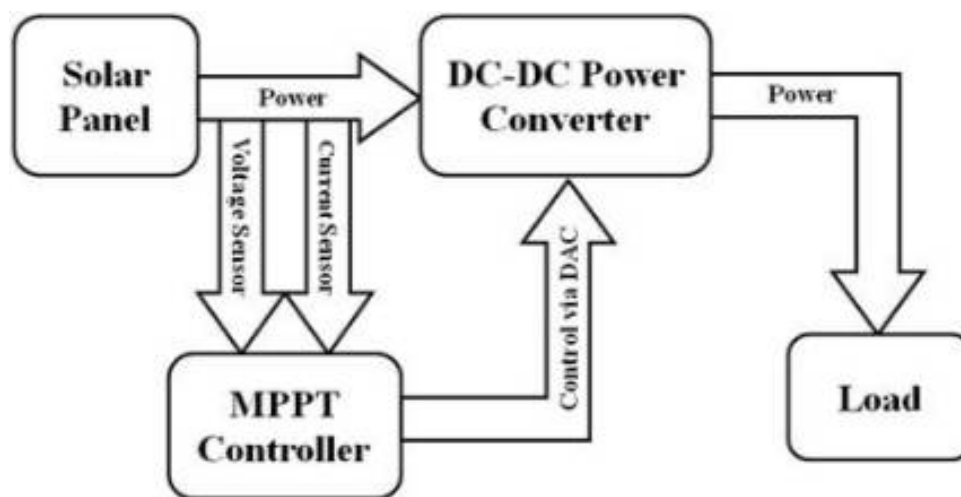 Solar
Panel
Power
DC-DC Power
Converter
Power
Voltage Sensor
Current Sensor
Control via DAC
MPPT
Controller
Load